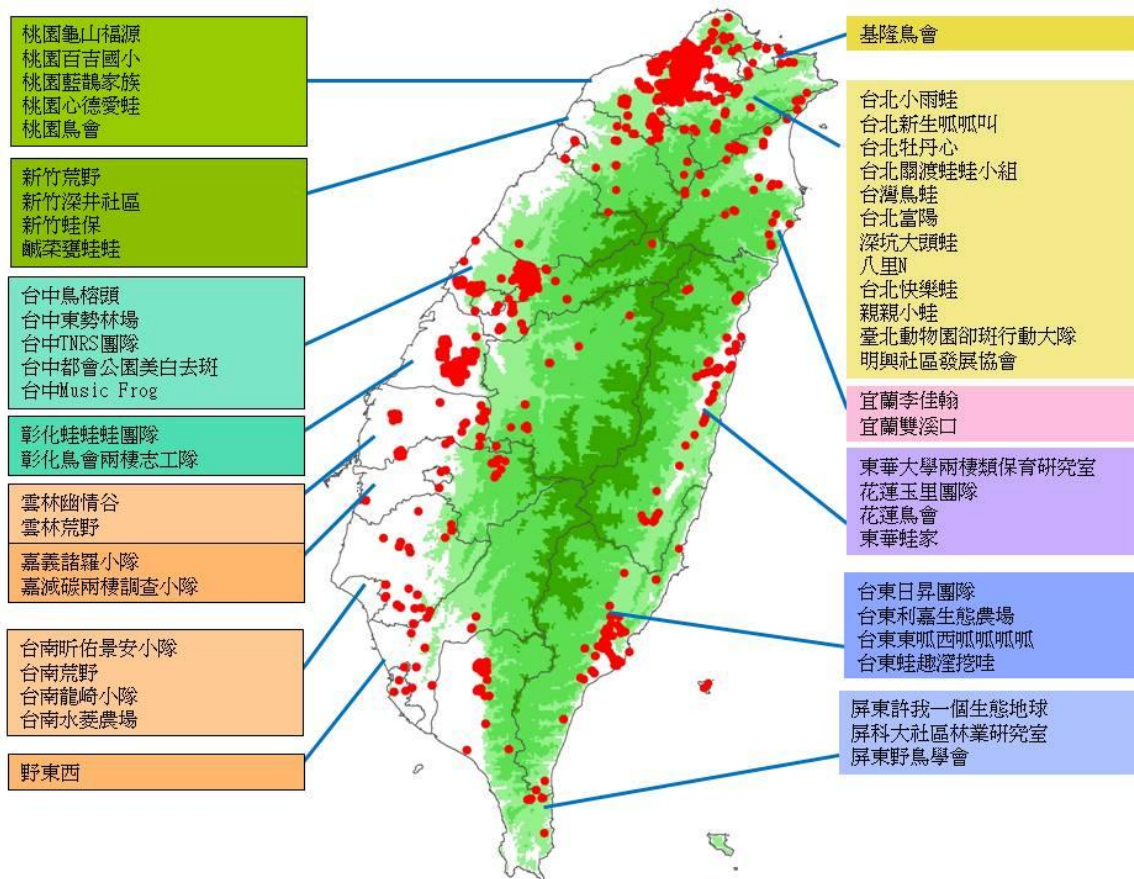 桃園龜山福源
桃園百吉國小
桃園藍鵲家族
桃園心德愛蛙
桃園鳥會
新竹荒野
新竹深井社區
新竹蛙保
鹹菜甕蛙蛙
台中鳥榕頭
台中東勢林場
台中TNRS團隊
台中都會公園美白去斑
台中Music Frog
彰化蛙蛙蛙團隊
彰化鳥會兩棲志工隊
雲林幽情谷
雲林荒野
嘉義諸羅小隊
嘉減碳兩棲調查小隊
台南昕佑景安小隊
台南荒野
台南龍崎小隊
台南水菱農場
野東西
基隆鳥會
台北小雨蛙
台北新生呱呱叫
台北牡丹心
台北關渡蛙蛙小組
台灣鳥蛙
台北富陽
深坑大頭蛙
八里N
台北快樂蛙
親親小蛙
臺北動物園卻班行動大隊
明興社區發展協會
宜蘭李佳翰
宜蘭雙溪口
東華大學兩棲類保育研究室
花蓮玉里團隊
花蓮鳥會
東華蛙家
台東日昇團隊
台東利嘉生態農場
台東東呱西呱呱呱呱
台東蛙趣漥挖哇
屏東許我一個生態地球
屏科大社區林業研究室
屏東野鳥學會